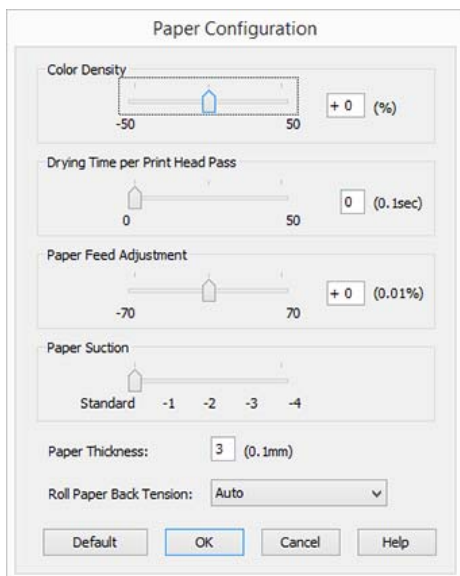 Paper Configuration
Color Density
+ 0 (%)
-50 50
Drying Time per Print Head Pass
0 (0.1sec)
0 50
Paper Feed Adjustment
+ 0 (0.01%)
-70 70
Paper Suction
Standard -1 -2 -3 -4
Paper Thickness: 3 (0.1mm)
Roll Paper Back Tension: Auto
Default OK Cancel Help